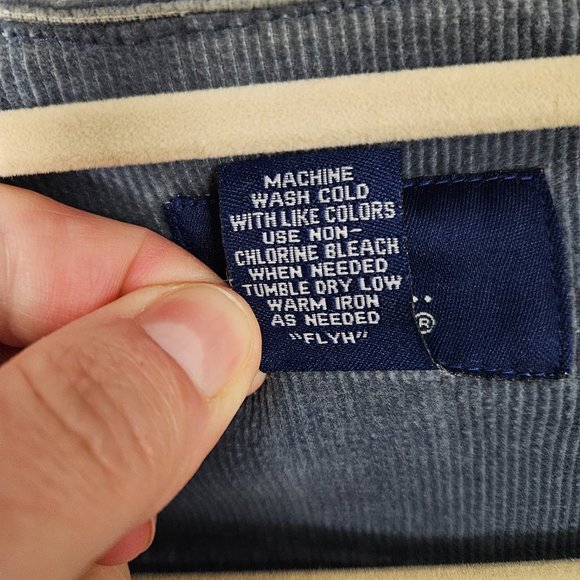 MACHINE
WASH COLD
WITH LIKE COLORS
USE NON-
CHLORINE BLEACH
WHEN NEEDED
TUMBLE DRY LOW
WARM IRON
AS NEEDED
"FLYH"
®